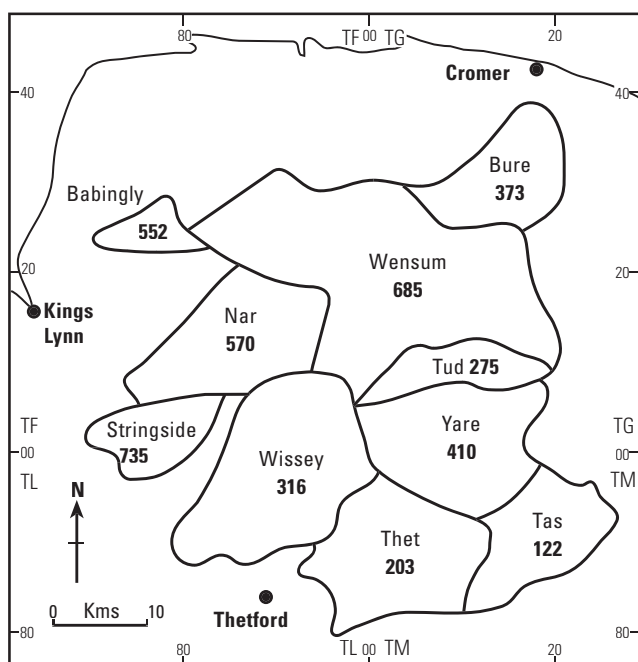 80 TF 00 TG 20
Cromer
40 40
Bure
373
Babingly
552
20 20
Wensum
685
Kings
Lynn
Nar
570
Tud 275
TF TG
Stringside
735
Yare
410
00 00
TL TM
Wissey
316
N
Tas
122
Thet
203
0 Kms 10
Thetford
80 80
80 TL 00 TM 20